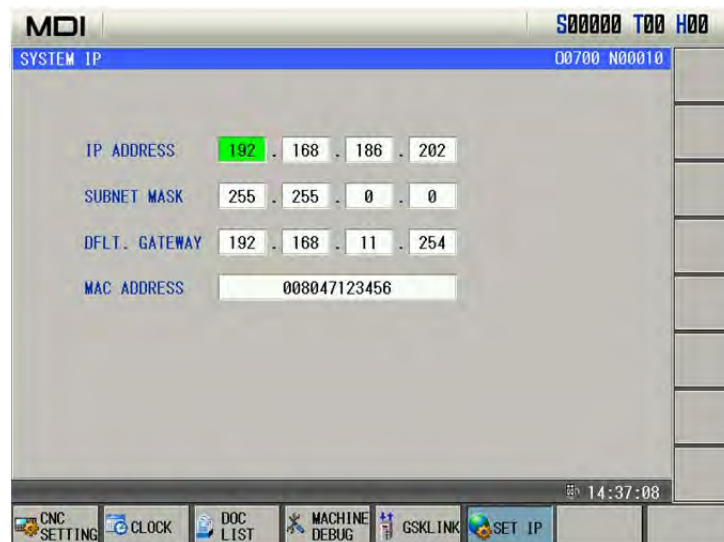 MDI S00000 T00 H00
SYSTEM IP O0700 N00010
IP ADDRESS 192 . 168 . 186 . 202
SUBNET MASK 255 . 255 . 0 . 0
DFLT. GATEWAY 192 . 168 . 11 . 254
MAC ADDRESS 008047123456
14:37:08
CNC SETTING CLOCK DOC LIST MACHINE DEBUG GSKLINK SET IP